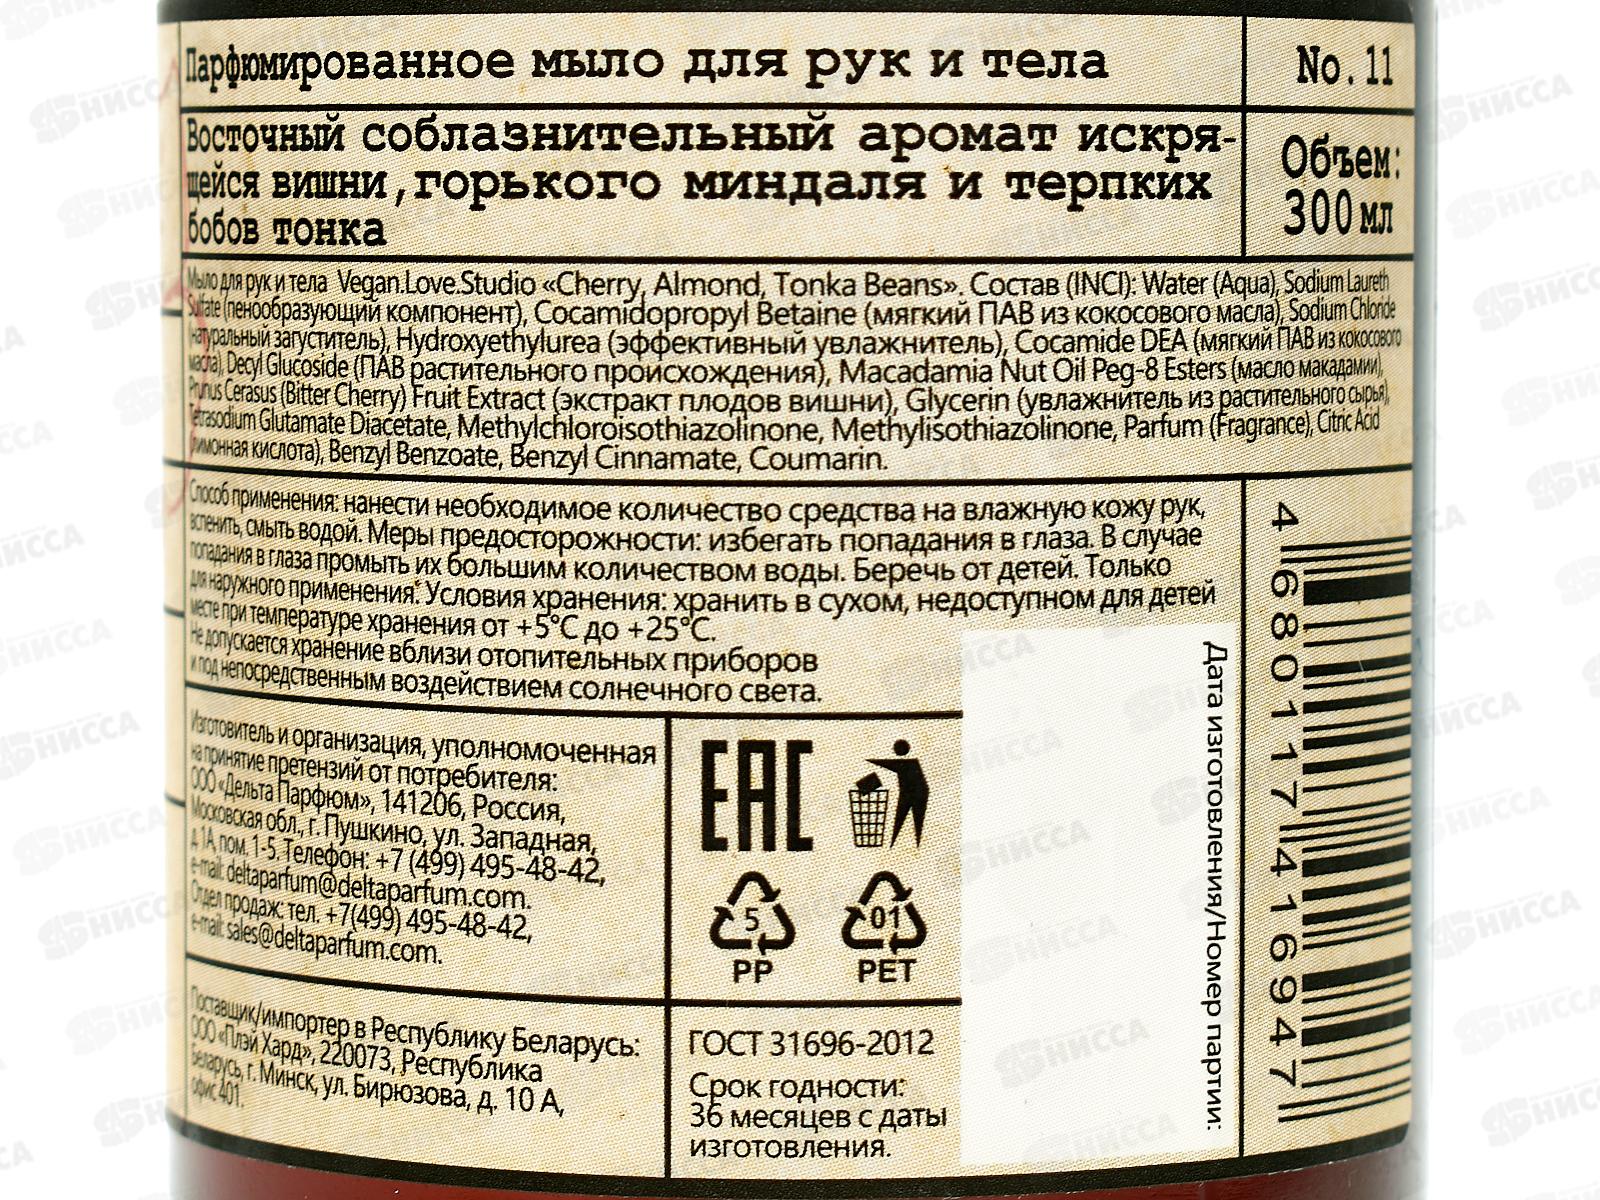 Парфюмированное мыло для рук и тела
No. 11
Восточный соблазнительный аромат искря-
щейся вишни, горького миндаля и терпких
бобов тонка
Объем:
300 мл
Мыло для рук и тела Vegan.Love.Studio «Cherry, Almond, Tonka Beans». Состав (INCI): Water (Aqua), Sodium Laureth
Sulfate (пенообразующий компонент), Cocamidopropyl Betaine (мягкий ПАВ из кокосового масла), Sodium Chloride
(натуральный загуститель), Hydroxyethylurea (эффективный увлажнитель), Cocamide DEA (мягкий ПАВ из кокосового
масла), Decyl Glucoside (ПАВ растительного происхождения), Macadamia Nut Oil Peg-8 Esters (масло макадамии),
Prunus Cerasus (Bitter Cherry) Fruit Extract (экстракт плодов вишни), Glycerin (увлажнитель из растительного сырья),
Tetrasodium Glutamate Diacetate, Methylchloroisothiazolinone, Methylisothiazolinone, Parfum (Fragrance), Citric Acid
(лимонная кислота), Benzyl Benzoate, Benzyl Cinnamate, Coumarin.
Способ применения: нанести необходимое количество средства на влажную кожу рук,
вспенить, смыть водой. Меры предосторожности: избегать попадания в глаза. В случае
попадания в глаза промыть их большим количеством воды. Беречь от детей. Только
для наружного применения. Условия хранения: хранить в сухом, недоступном для детей
месте при температуре хранения от +5°C до +25°C.
Не допускается хранение вблизи отопительных приборов
и под непосредственным воздействием солнечного света.
Изготовитель и организация, уполномоченная
на принятие претензий от потребителя:
ООО «Дельта Парфюм», 141206, Россия,
Московская обл., г. Пушкино, ул. Западная,
д 1А, пом. 1-5. Телефон: +7 (499) 495-48-42,
e-mail: deltaparfum@deltaparfum.com.
Отдел продаж: тел. +7(499) 495-48-42,
e-mail: sales@deltaparfum.com.
Поставщик/импортер в Республику Беларусь:
ООО «Плэй Хард», 220073, Республика
Беларусь, г. Минск, ул. Бирюзова, д. 10 А,
офис 401.
EAC
5
PP
01
PET
ГОСТ 31696-2012
Срок годности:
36 месяцев с даты
изготовления.
Дата изготовления/Номер партии:
4 680117 416947
НИССА